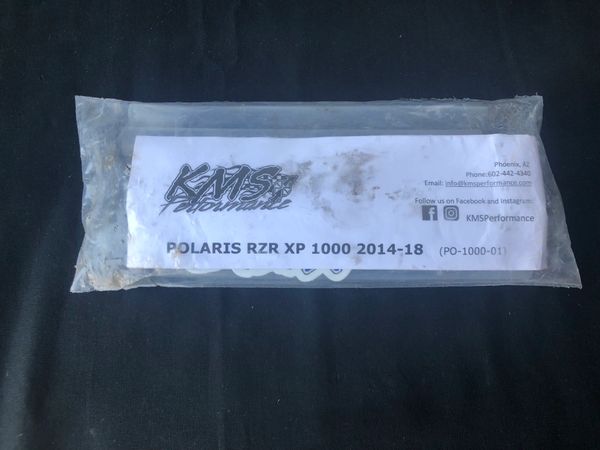 KMS
Performance
Phoenix, AZ
Phone:602-442-4340
Email: info@kmsperformance.com
Follow us on Facebook and Instagram:
KMSPerformance
POLARIS RZR XP 1000 2014-18 (PO-1000-01)